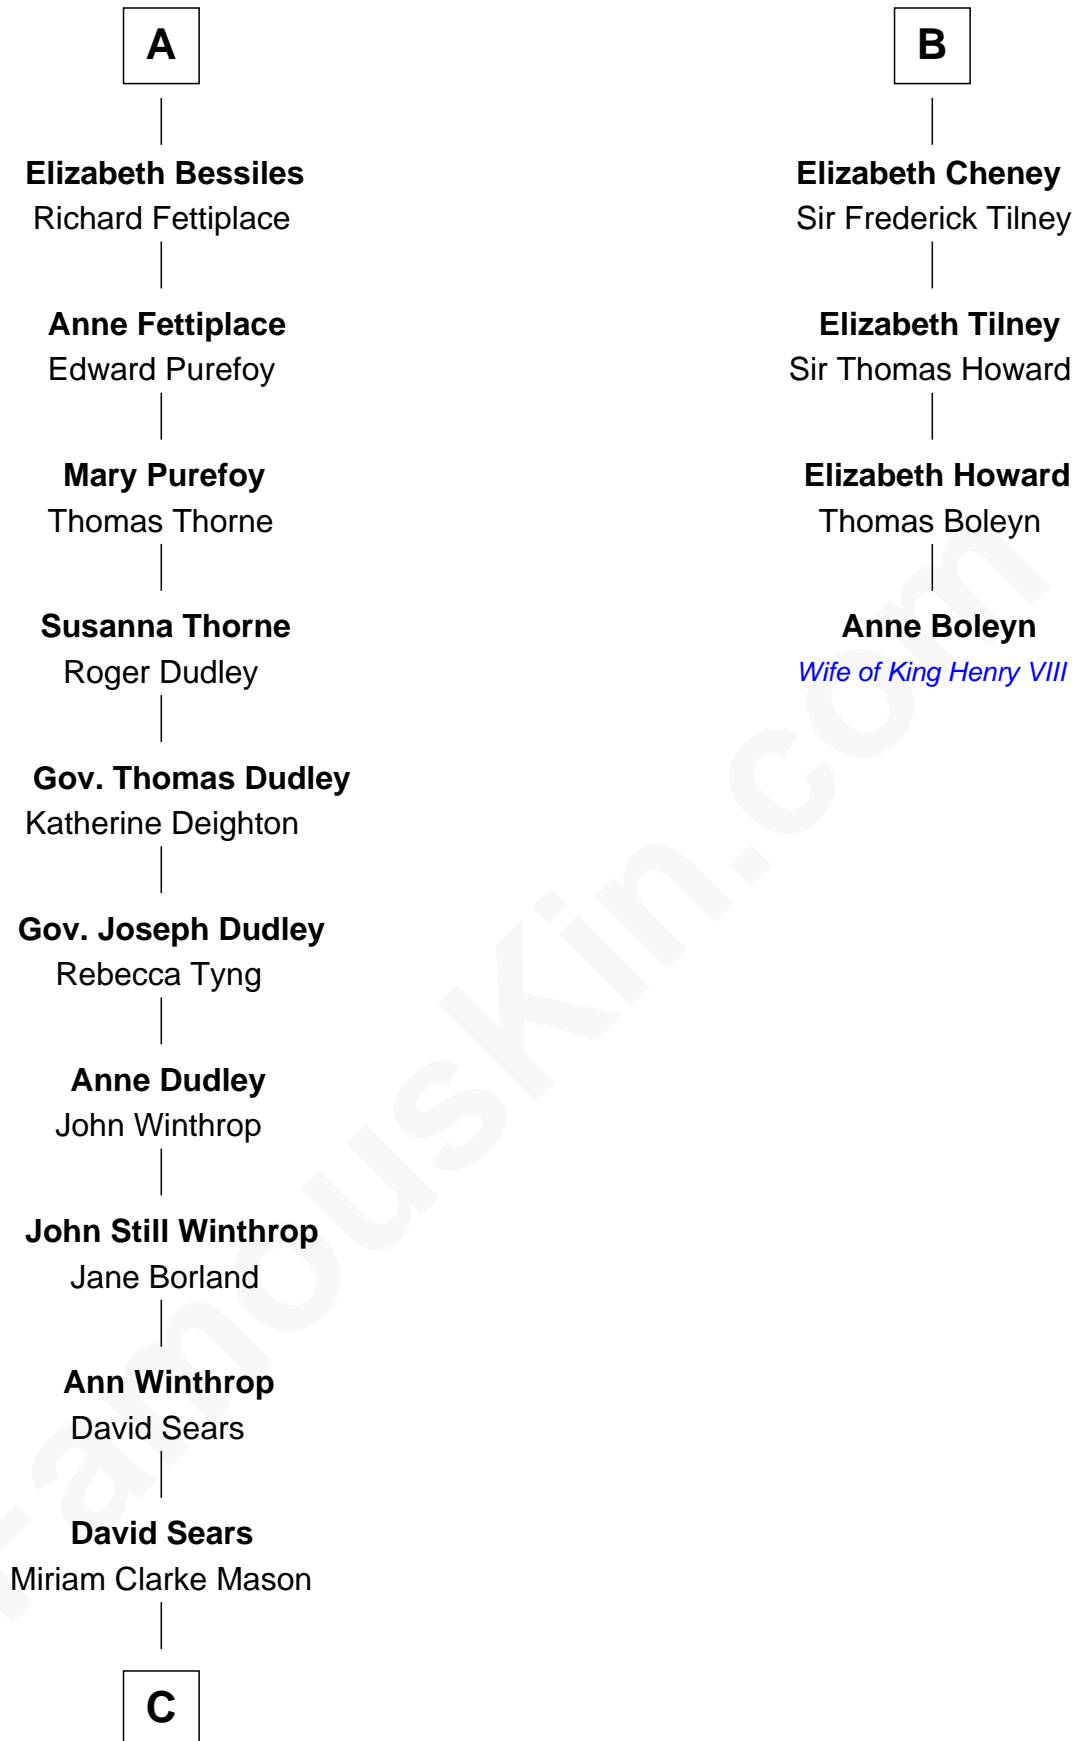 A
Elizabeth Bessiles
Richard Fettiplace
Anne Fettiplace
Edward Purefoy
Mary Purefoy
Thomas Thorne
Susanna Thorne
Roger Dudley
Gov. Thomas Dudley
Katherine Deighton
Gov. Joseph Dudley
Rebecca Tyng
Anne Dudley
John Winthrop
John Still Winthrop
Jane Borland
Ann Winthrop
David Sears
David Sears
Miriam Clarke Mason
C
B
Elizabeth Cheney
Sir Frederick Tilney
Elizabeth Tilney
Sir Thomas Howard
Elizabeth Howard
Thomas Boleyn
Anne Boleyn
Wife of King Henry VIII
FamousKin.com